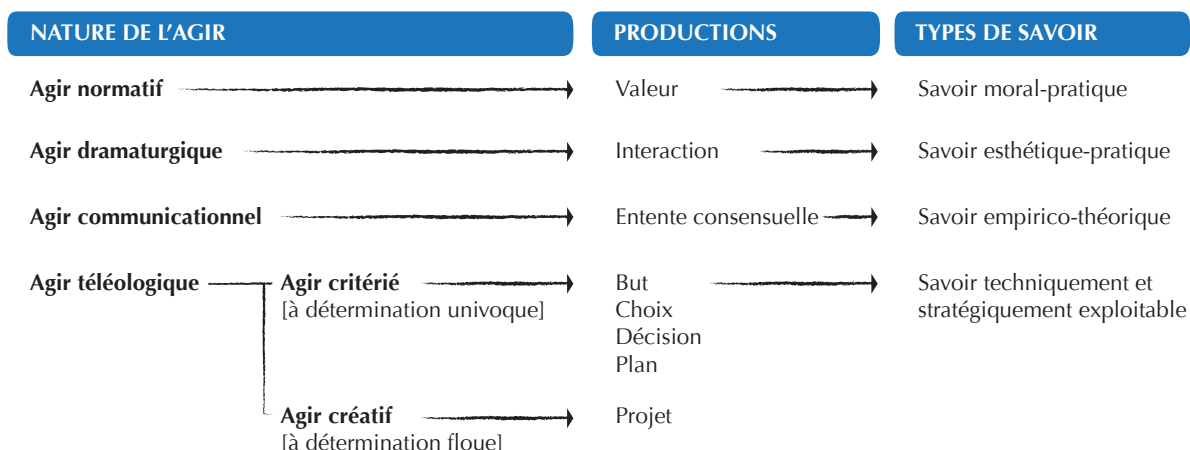 NATURE DE L’AGIR PRODUCTIONS TYPES DE SAVOIR
Agir normatif Valeur Savoir moral-pratique
Agir dramaturgique Interaction Savoir esthétique-pratique
Agir communicationnel Entente consensuelle Savoir empirico-théorique
Agir téléologique Agir critérié But Savoir techniquement et
[à détermination univoque] Choix stratégiquement exploitable
Décision
Plan
Agir créatif Projet
[à détermination floue]